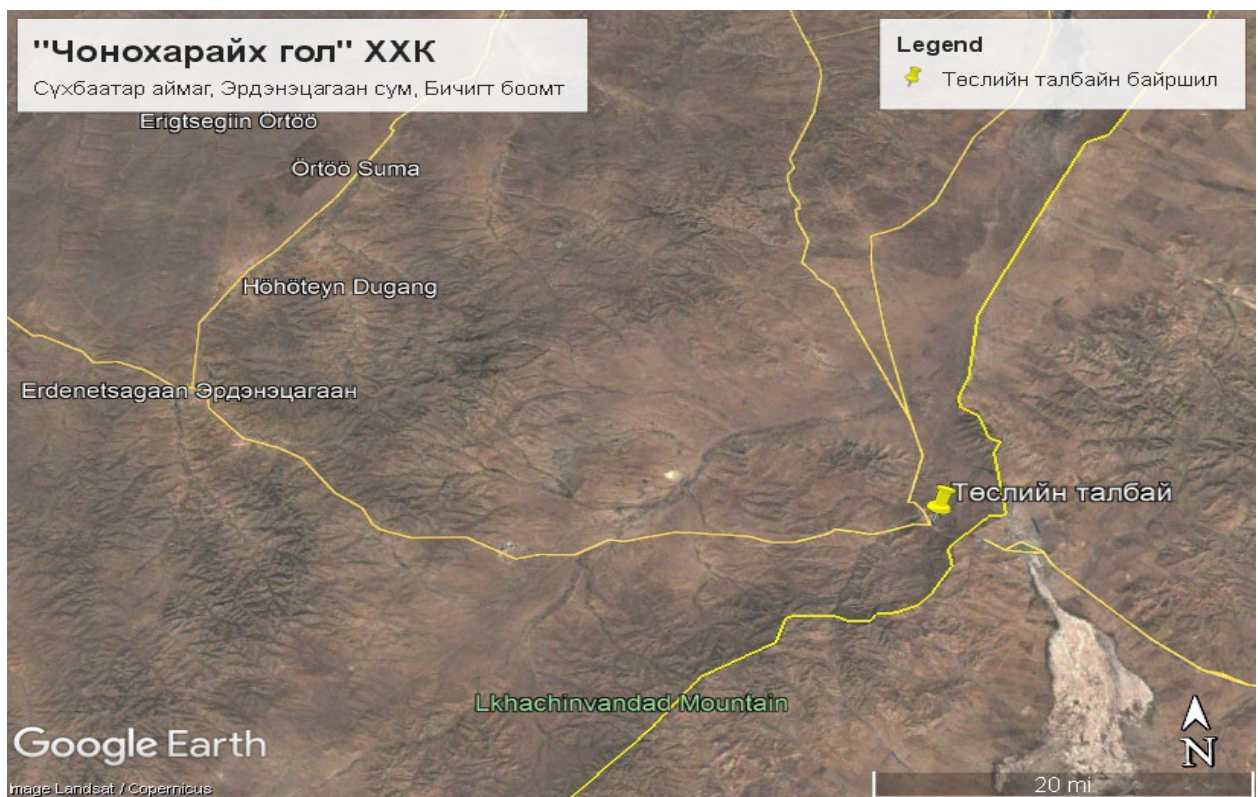 "Чонохарайх гол" ХХК
Сүхбаатар аймаг, Эрдэнэцагаан сум, Бичигт боомт
Legend
Төслийн талбайн байршил
Erigtsegiin Örtöö
Örtöö Suma
Höhöteyn Dugang
Erdenetsagaan Эрдэнэцагаан
Төслийн талбай
Lkhachinvandad Mountain
Google Earth
N
Image Landsat / Copernicus
20 mi